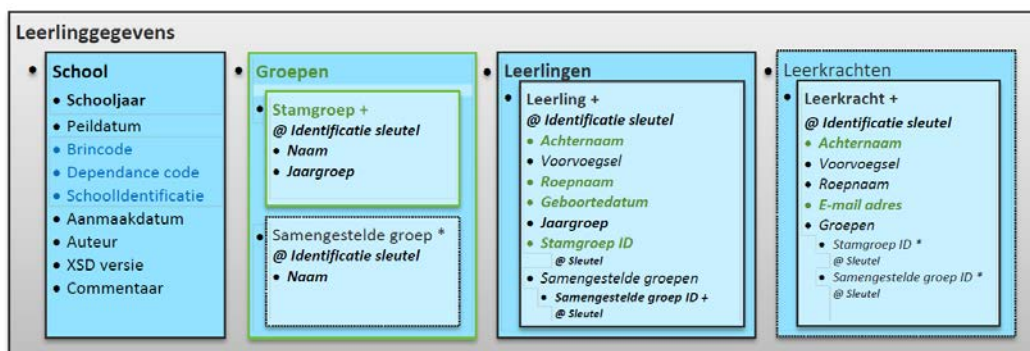 Leerlinggegevens
• School
• Schooljaar
• Peildatum
• Brincode
• Dependance code
• SchoolIdentificatie
• Aanmaakdatum
• Auteur
• XSD versie
• Commentaar
• Groepen
• Stamgroep +
@ Identificatie sleutel
• Naam
• Jaargroep
• Samengestelde groep *
@ Identificatie sleutel
• Naam
• Leerlingen
• Leerling +
@ Identificatie sleutel
• Achternaam
• Voorvoegsel
• Roepnaam
• Geboortedatum
• Jaargroep
• Stamgroep ID
@ Sleutel
• Samengestelde groepen
• Samengestelde groep ID +
@ Sleutel
• Leerkrachten
• Leerkracht +
@ Identificatie sleutel
• Achternaam
• Voorvoegsel
• Roepnaam
• E-mail adres
• Groepen
• Stamgroep ID *
@ Sleutel
• Samengestelde groep ID *
@ Sleutel